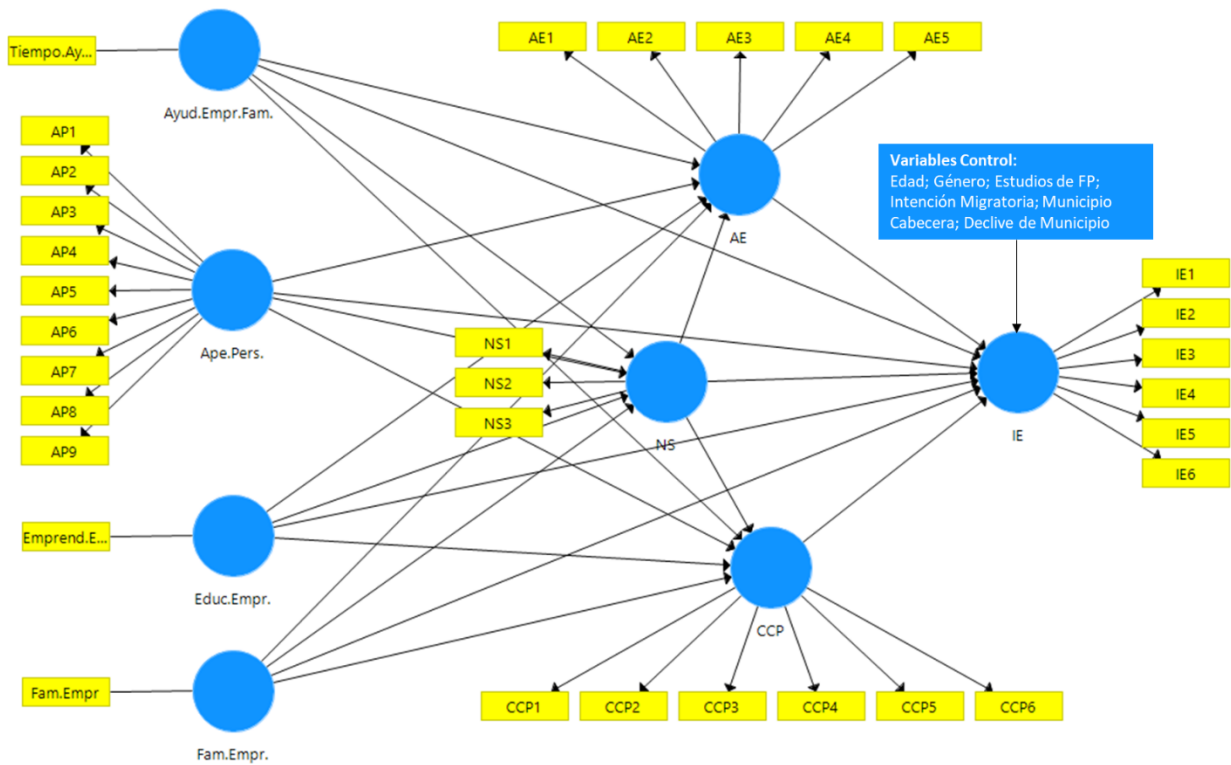 Tiempo.Ay...
Ayud.Empr.Fam.
AP1
AP2
AP3
AP4
AP5
AP6
AP7
AP8
AP9
Ape.Pers.
Emprend.E...
Educ.Empr.
Fam.Empr
Fam.Empr.
AE1
AE2
AE3
AE4
AE5
AE
NS1
NS2
NS3
NS
CCP
CCP1
CCP2
CCP3
CCP4
CCP5
CCP6
Variables Control:
Edad; Género; Estudios de FP;
Intención Migratoria; Municipio
Cabecera; Declive de Municipio
IE
IE1
IE2
IE3
IE4
IE5
IE6